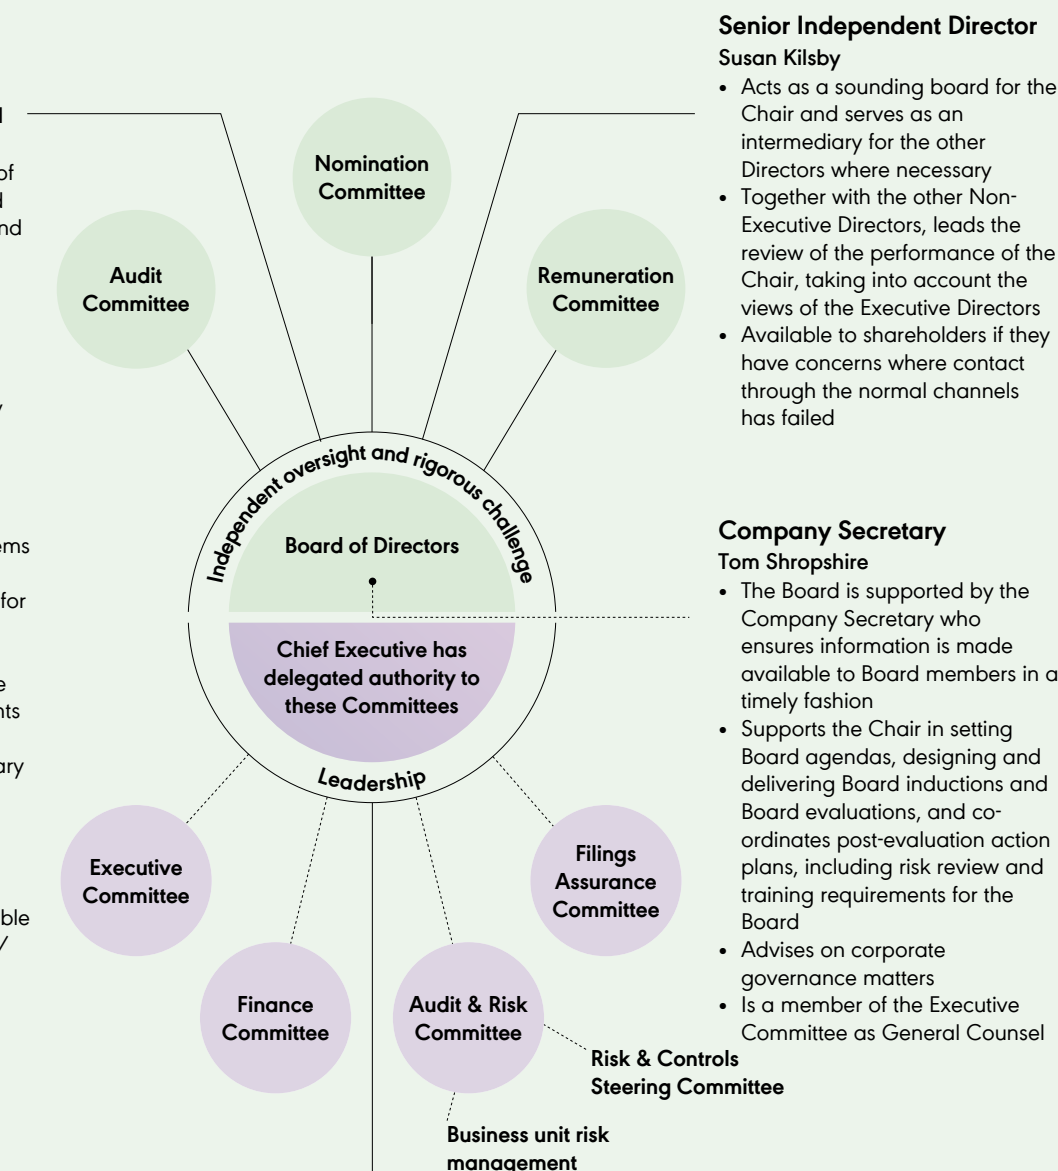 l
of
d
nd
y
ems
for
e
nts
ary
ble
y/
Nomination
Committee
Audit
Committee
Remuneration
Committee
Independent oversight and rigorous challenge
Board of Directors
Chief Executive has
delegated authority to
these Committees
Leadership
Executive
Committee
Filings
Assurance
Committee
Finance
Committee
Audit & Risk
Committee
Risk & Controls
Steering Committee
Business unit risk
management
Senior Independent Director
Susan Kilsby
• Acts as a sounding board for the
Chair and serves as an
intermediary for the other
Directors where necessary
• Together with the other Non-
Executive Directors, leads the
review of the performance of the
Chair, taking into account the
views of the Executive Directors
• Available to shareholders if they
have concerns where contact
through the normal channels
has failed
Company Secretary
Tom Shropshire
• The Board is supported by the
Company Secretary who
ensures information is made
available to Board members in a
timely fashion
• Supports the Chair in setting
Board agendas, designing and
delivering Board inductions and
Board evaluations, and co-
ordinates post-evaluation action
plans, including risk review and
training requirements for the
Board
• Advises on corporate
governance matters
• Is a member of the Executive
Committee as General Counsel